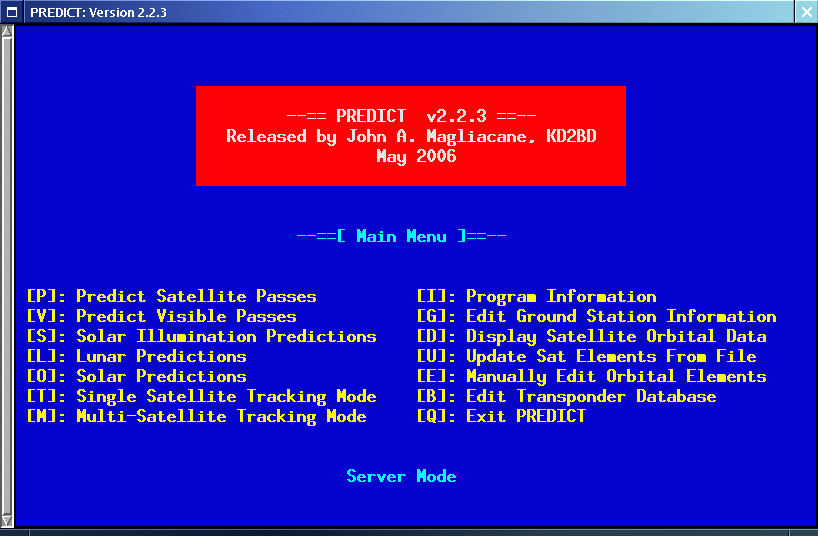 PREDICT: Version 2.2.3
--== PREDICT  v2.2.3 ==--
Released by John A. Magliacane, KD2BD
May 2006
--==[ Main Menu ]==--
[P]: Predict Satellite Passes
[V]: Predict Visible Passes
[S]: Solar Illumination Predictions
[L]: Lunar Predictions
[O]: Solar Predictions
[T]: Single Satellite Tracking Mode
[M]: Multi-Satellite Tracking Mode
[I]: Program Information
[G]: Edit Ground Station Information
[D]: Display Satellite Orbital Data
[U]: Update Sat Elements From File
[E]: Manually Edit Orbital Elements
[B]: Edit Transponder Database
[Q]: Exit PREDICT
Server Mode